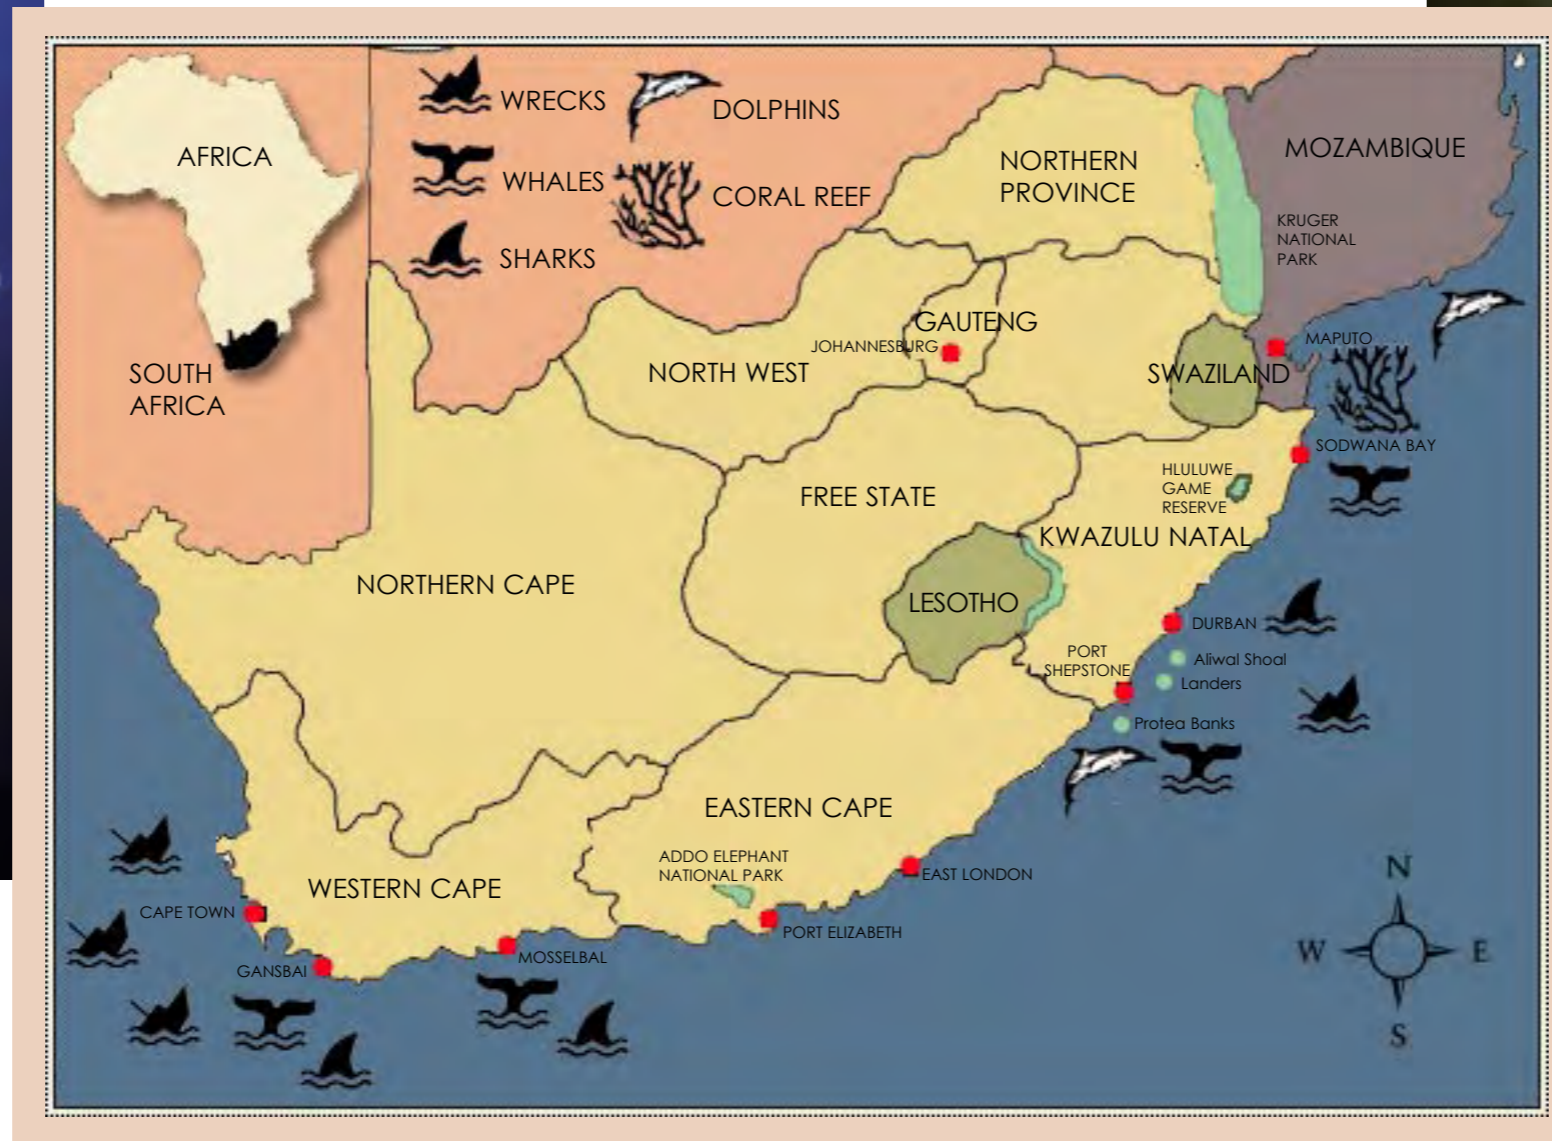 WRECKS
DOLPHINS
WHALES
CORAL REEF
SHARKS
AFRICA
SOUTH
AFRICA
NORTHERN
PROVINCE
MOZAMBIQUE
KRUGER
NATIONAL
PARK
GAUTENG
JOHANNESBURG
NORTH WEST
SWAZILAND
MAPUTO
SODWANA BAY
HLULUWE
GAME
RESERVE
FREE STATE
KWAZULU NATAL
NORTHERN CAPE
LESOTHO
DURBAN
PORT
SHEPSTONE
Aliwal Shoal
Landers
Protea Banks
EASTERN CAPE
ADDO ELEPHANT
NATIONAL PARK
EAST LONDON
WESTERN CAPE
CAPE TOWN
PORT ELIZABETH
MOSSELBAL
GANSBAI
N
W
E
S